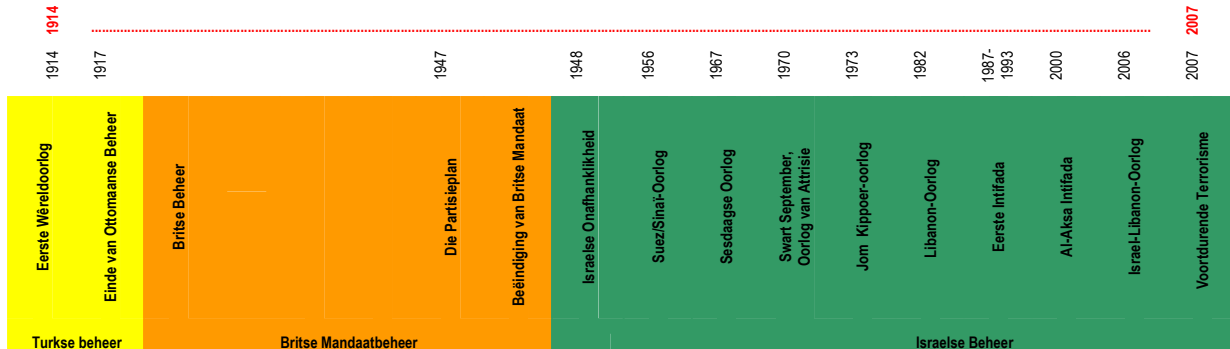 1914
2007
1914
1917
1947
1948
1956
1967
1970
1973
1982
1987-
1993
2000
2006
2007
Eerste Wêreldoorlog
Einde van Ottomaanse Beheer
Britse Beheer
Die Partisieplan
Beëindiging van Britse Mandaat
Israelse Onafhanklikheid
Suez/Sinaï-Oorlog
Sesdaagse Oorlog
Swart September,
Oorlog van Attrisie
Jom Kippoer-oorlog
Libanon-Oorlog
Eerste Intifada
Al-Aksa Intifada
Israel-Libanon-Oorlog
Voortdurende Terrorisme
Turkse beheer
Britse Mandaatbeheer
Israelse Beheer